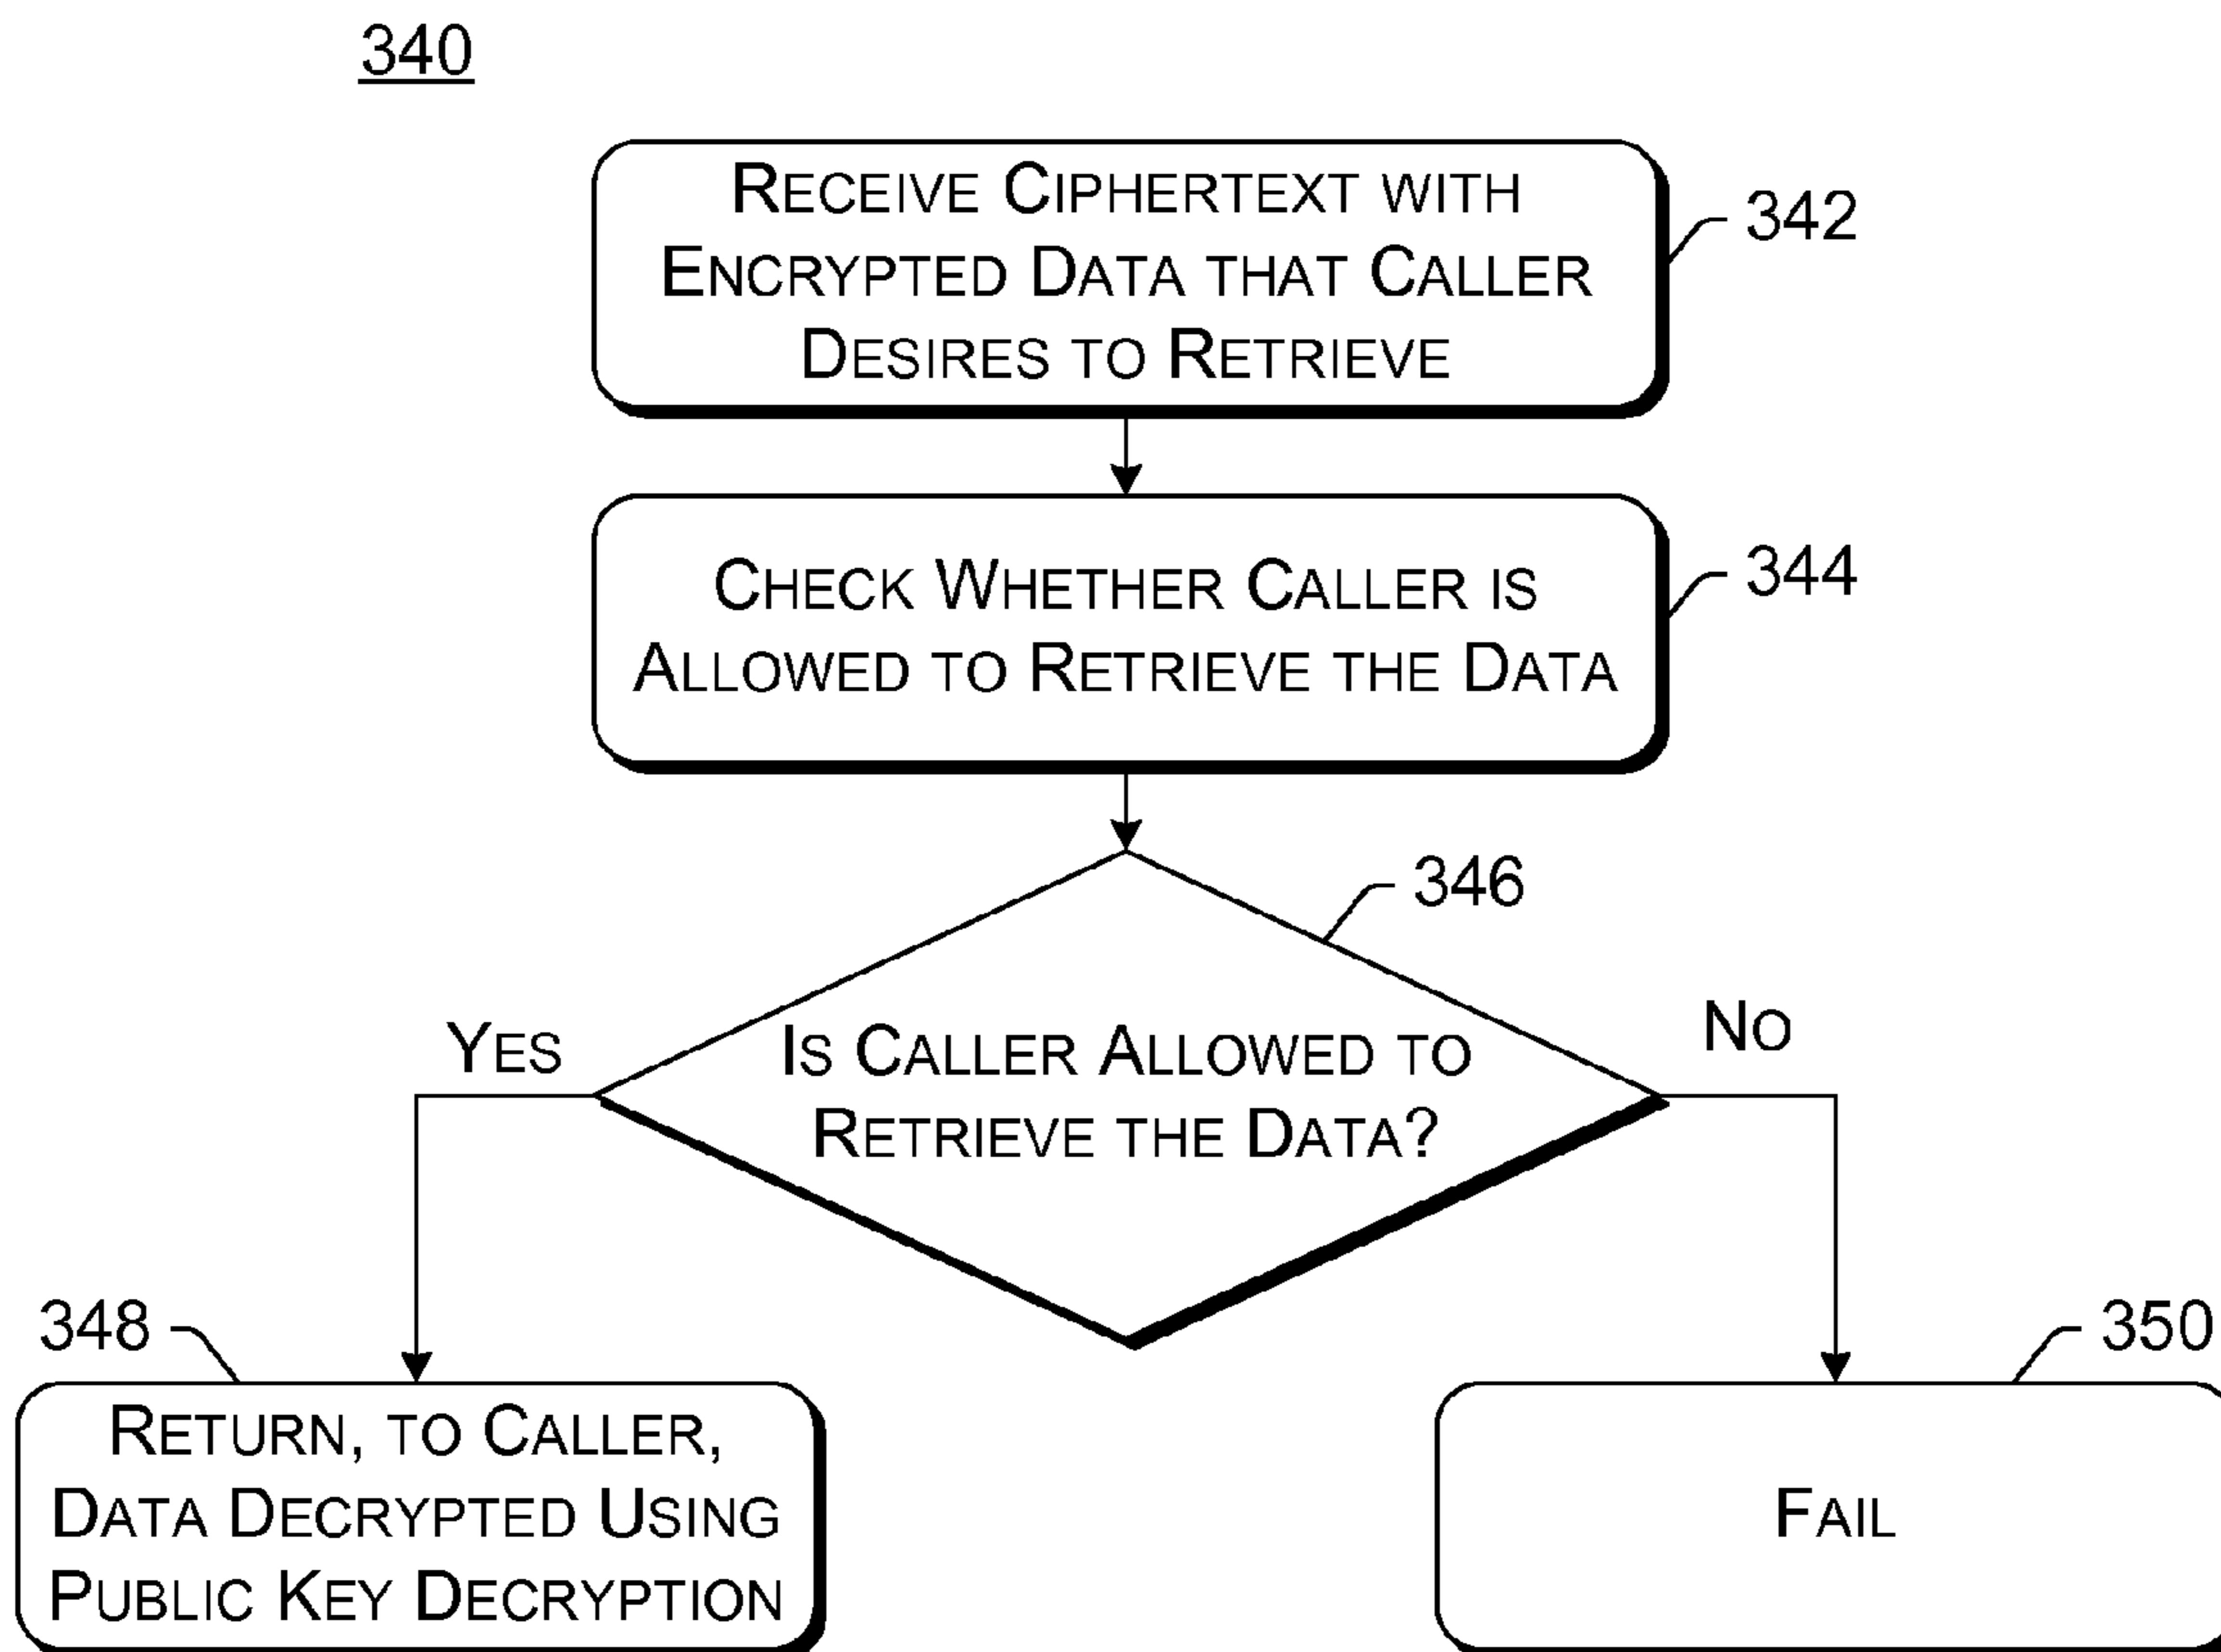 340
RECEIVE CIPHERTEXT WITH
ENCRYPTED DATA THAT CALLER
DESIRES TO RETRIEVE
342
CHECK WHETHER CALLER IS
ALLOWED TO RETRIEVE THE DATA
344
346
IS CALLER ALLOWED TO
RETRIEVE THE DATA?
YES
NO
348
RETURN, TO CALLER,
DATA DECRYPTED USING
PUBLIC KEY DECRYPTION
350
FAIL